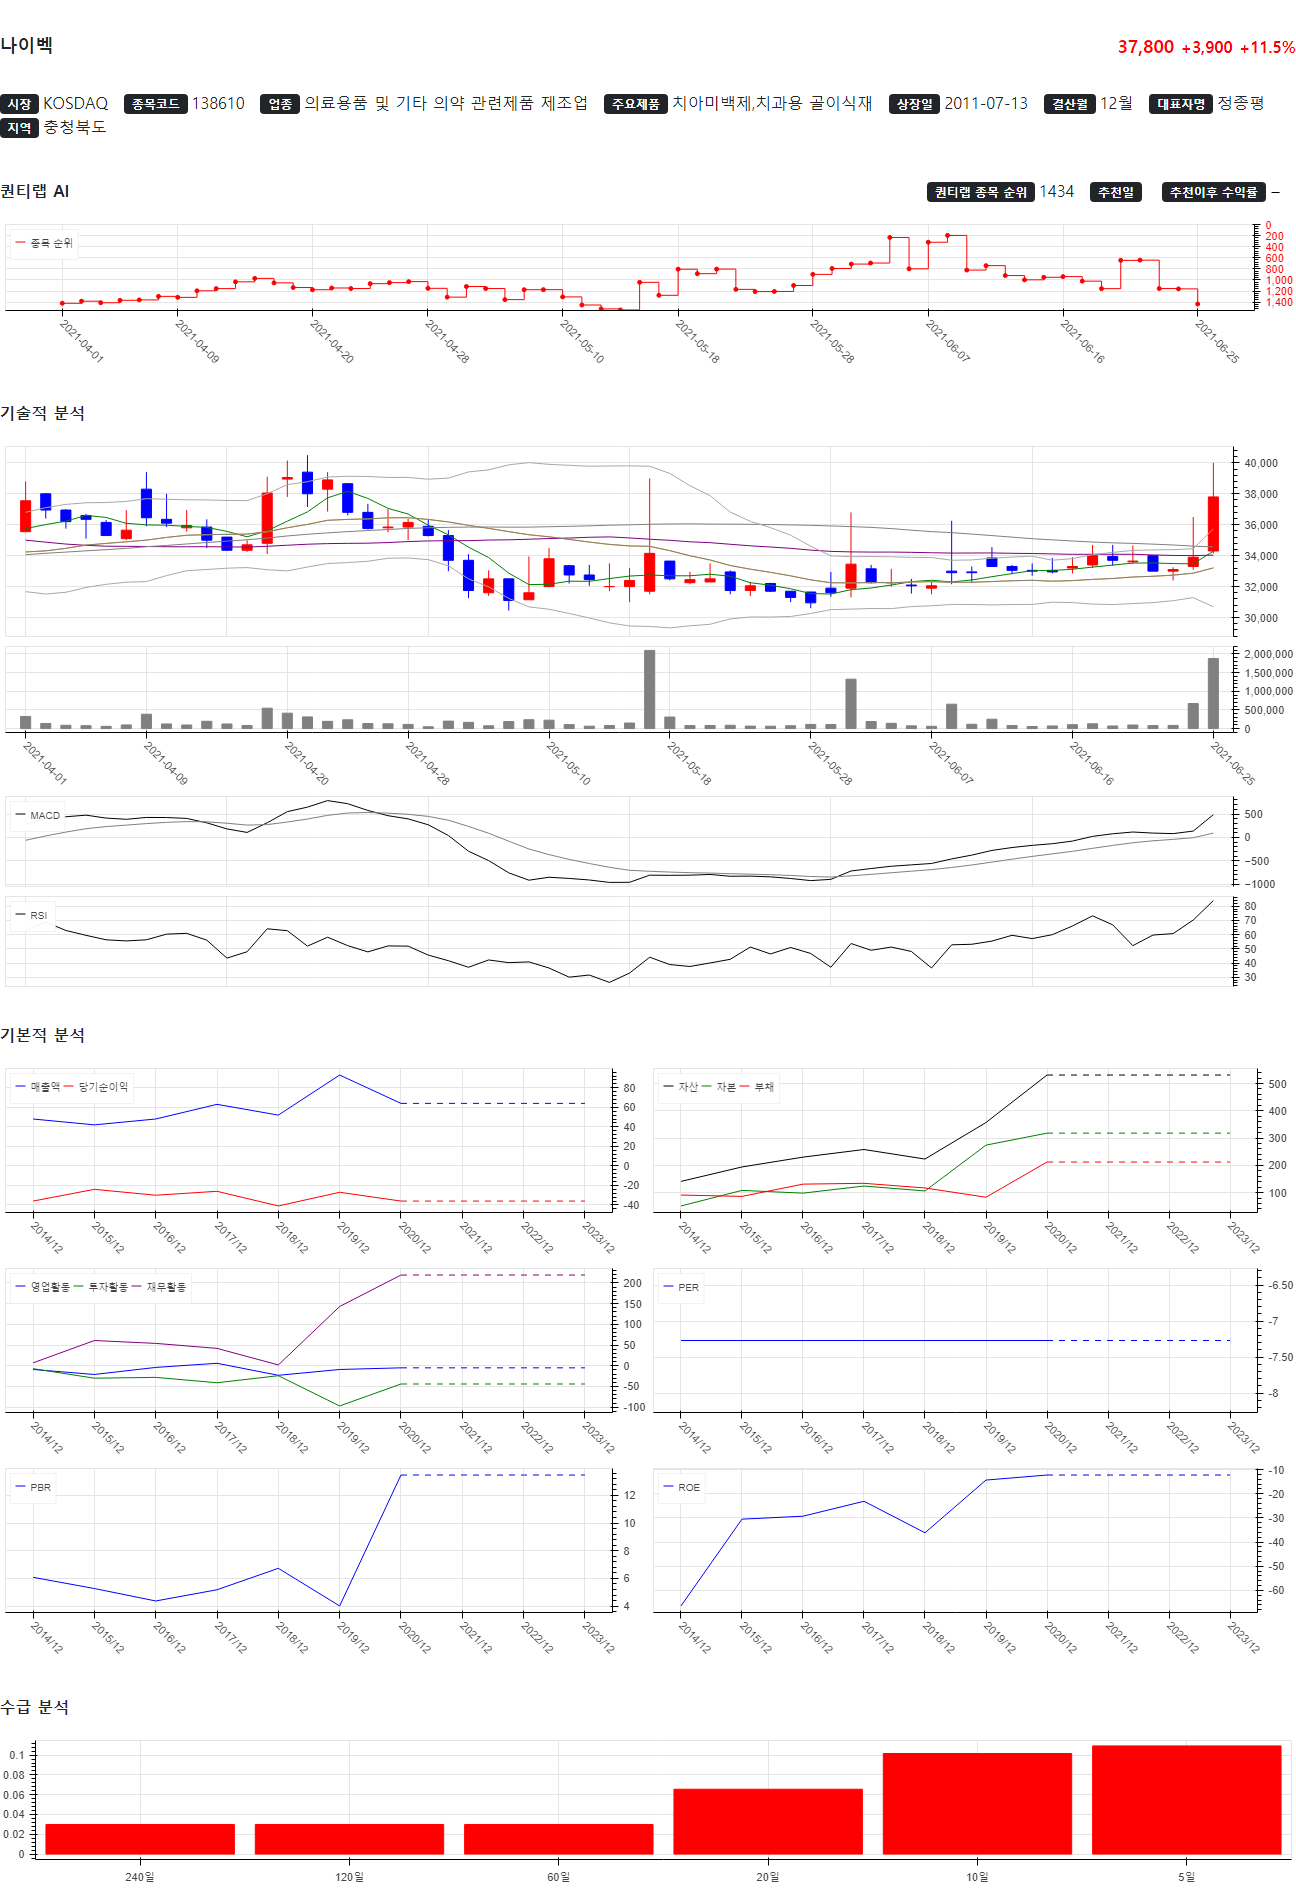 나이벡
37,800 +3,900 +11.5%
시장 KOSDAQ 종목코드 138610 업종 의료용품 및 기타 의약 관련제품 제조업 주요제품 치아미백제,치과용 골이식재 상장일 2011-07-13 결산월 12월 대표자명 정종평
지역 충청북도
퀀티랩 AI
퀀티랩 종목 순위 1434 추천일 추천이후 수익률 –
종목 순위
0
200
400
600
800
1,000
1,200
1,400
2021-04-01 2021-04-09 2021-04-20 2021-04-28 2021-05-10 2021-05-18 2021-05-28 2021-06-07 2021-06-16 2021-06-25
기술적 분석
40,000
38,000
36,000
34,000
32,000
30,000
2,000,000
1,500,000
1,000,000
500,000
0
2021-04-01 2021-04-09 2021-04-20 2021-04-28 2021-05-10 2021-05-18 2021-05-28 2021-06-07 2021-06-16 2021-06-25
MACD
500
0
−500
−1000
RSI
80
70
60
50
40
30
기본적 분석
매출액 당기순이익
80
60
40
20
0
-20
-40
2014/12 2015/12 2016/12 2017/12 2018/12 2019/12 2020/12 2021/12 2022/12 2023/12
자산 자본 부채
500
400
300
200
100
2014/12 2015/12 2016/12 2017/12 2018/12 2019/12 2020/12 2021/12 2022/12 2023/12
영업활동 투자활동 재무활동
200
150
100
50
0
-50
-100
2014/12 2015/12 2016/12 2017/12 2018/12 2019/12 2020/12 2021/12 2022/12 2023/12
PER
-6.50
-7
-7.50
-8
2014/12 2015/12 2016/12 2017/12 2018/12 2019/12 2020/12 2021/12 2022/12 2023/12
PBR
12
10
8
6
4
2014/12 2015/12 2016/12 2017/12 2018/12 2019/12 2020/12 2021/12 2022/12 2023/12
ROE
-10
-20
-30
-40
-50
-60
2014/12 2015/12 2016/12 2017/12 2018/12 2019/12 2020/12 2021/12 2022/12 2023/12
수급 분석
0.1
0.08
0.06
0.04
0.02
0
240일 120일 60일 20일 10일 5일